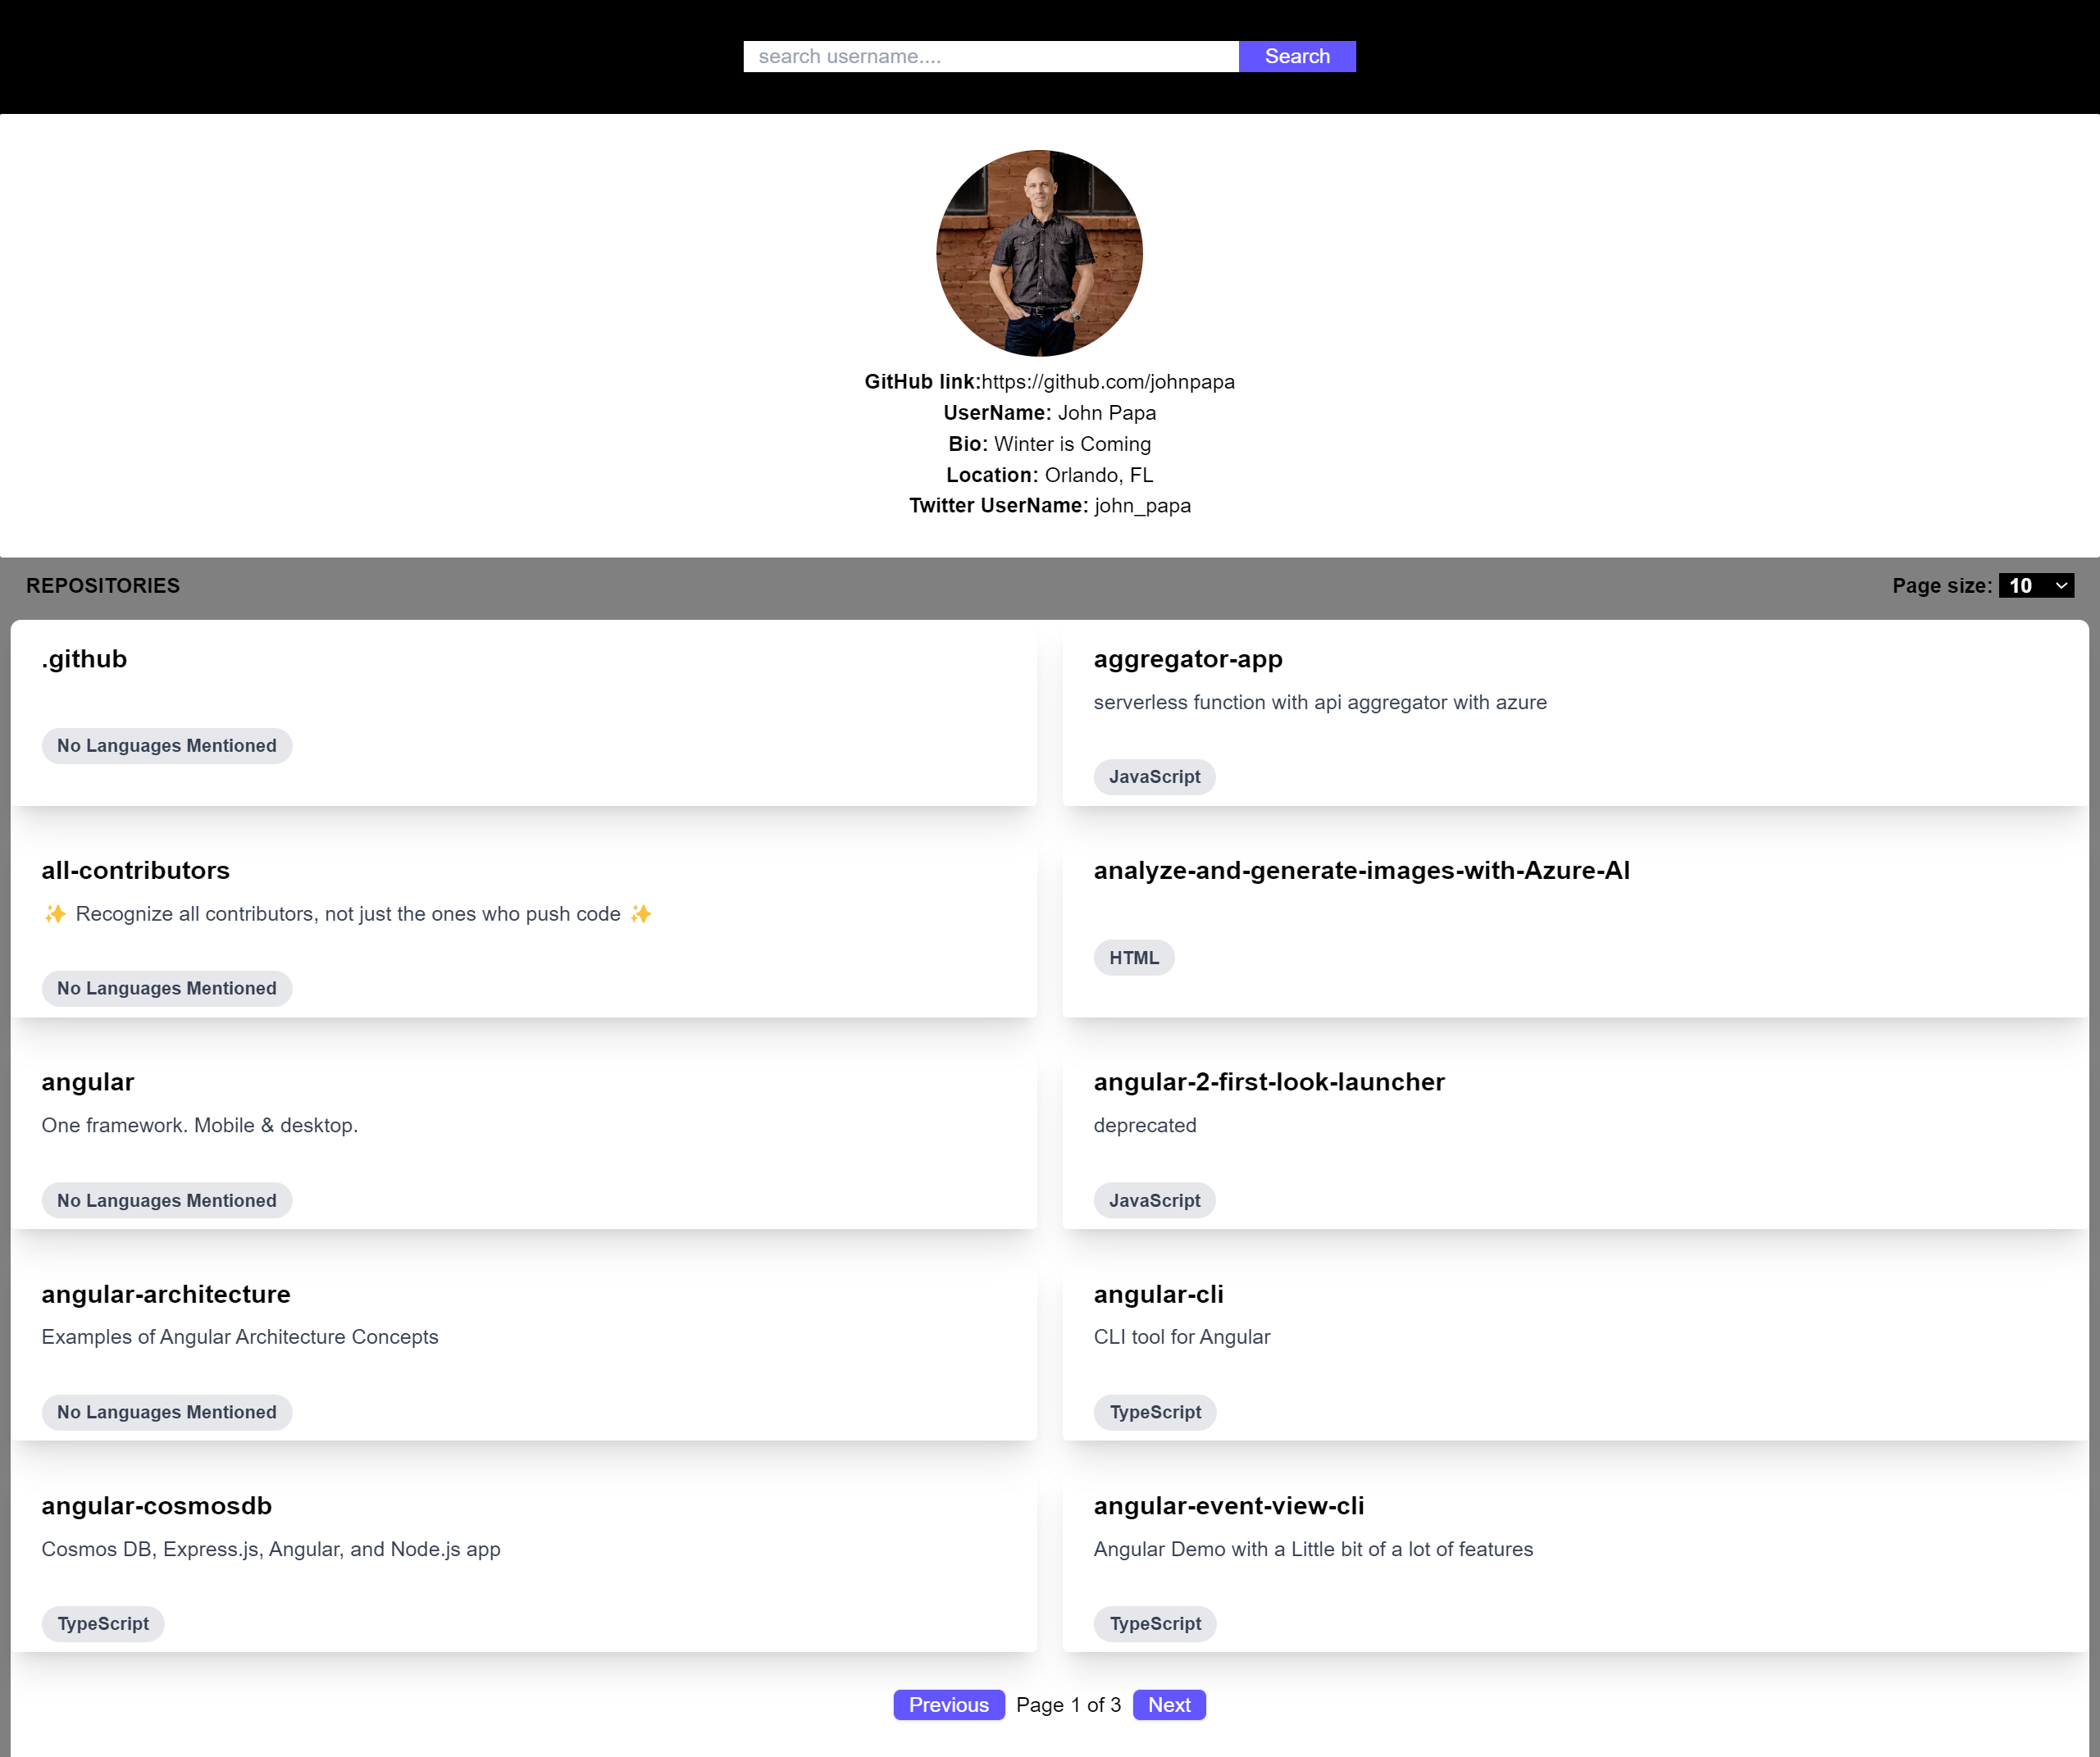 search username....
Search
GitHub link:https://github.com/johnpapa
UserName: John Papa
Bio: Winter is Coming
Location: Orlando, FL
Twitter UserName: john_papa
REPOSITORIES
Page size: 10
.github
No Languages Mentioned
aggregator-app
serverless function with api aggregator with azure
JavaScript
all-contributors
✨ Recognize all contributors, not just the ones who push code ✨
No Languages Mentioned
analyze-and-generate-images-with-Azure-AI
HTML
angular
One framework. Mobile & desktop.
No Languages Mentioned
angular-2-first-look-launcher
deprecated
JavaScript
angular-architecture
Examples of Angular Architecture Concepts
No Languages Mentioned
angular-cli
CLI tool for Angular
TypeScript
angular-cosmosdb
Cosmos DB, Express.js, Angular, and Node.js app
TypeScript
angular-event-view-cli
Angular Demo with a Little bit of a lot of features
TypeScript
Previous Page 1 of 3 Next